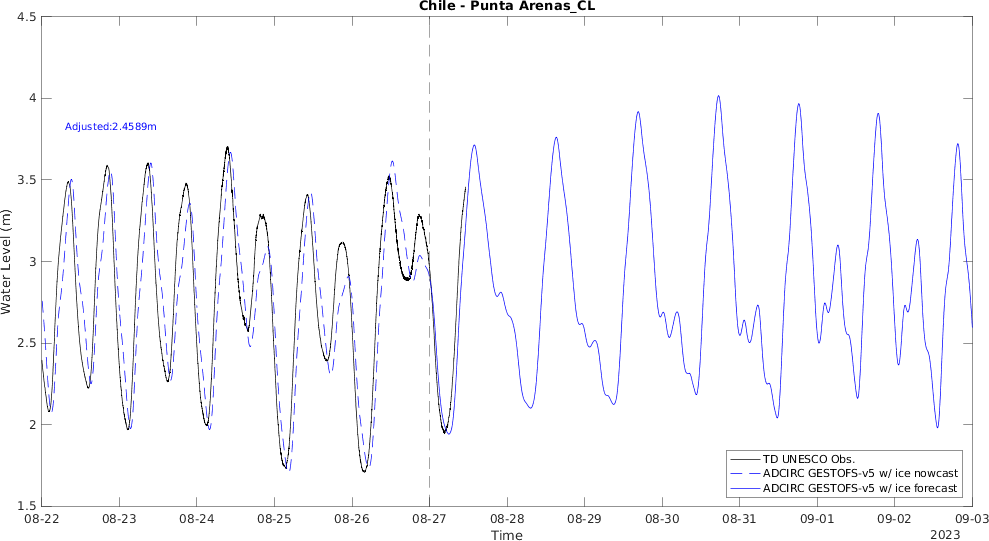 Chile - Punta Arenas_CL
4.5
4
3.5
3
2.5
2
1.5
Water Level (m)
Adjusted:2.4589m
TD UNESCO Obs.
ADCIRC GESTOFS-v5 w/ ice nowcast
ADCIRC GESTOFS-v5 w/ ice forecast
08-22 08-23 08-24 08-25 08-26 08-27 08-28 08-29 08-30 08-31 09-01 09-02 09-03
Time
2023